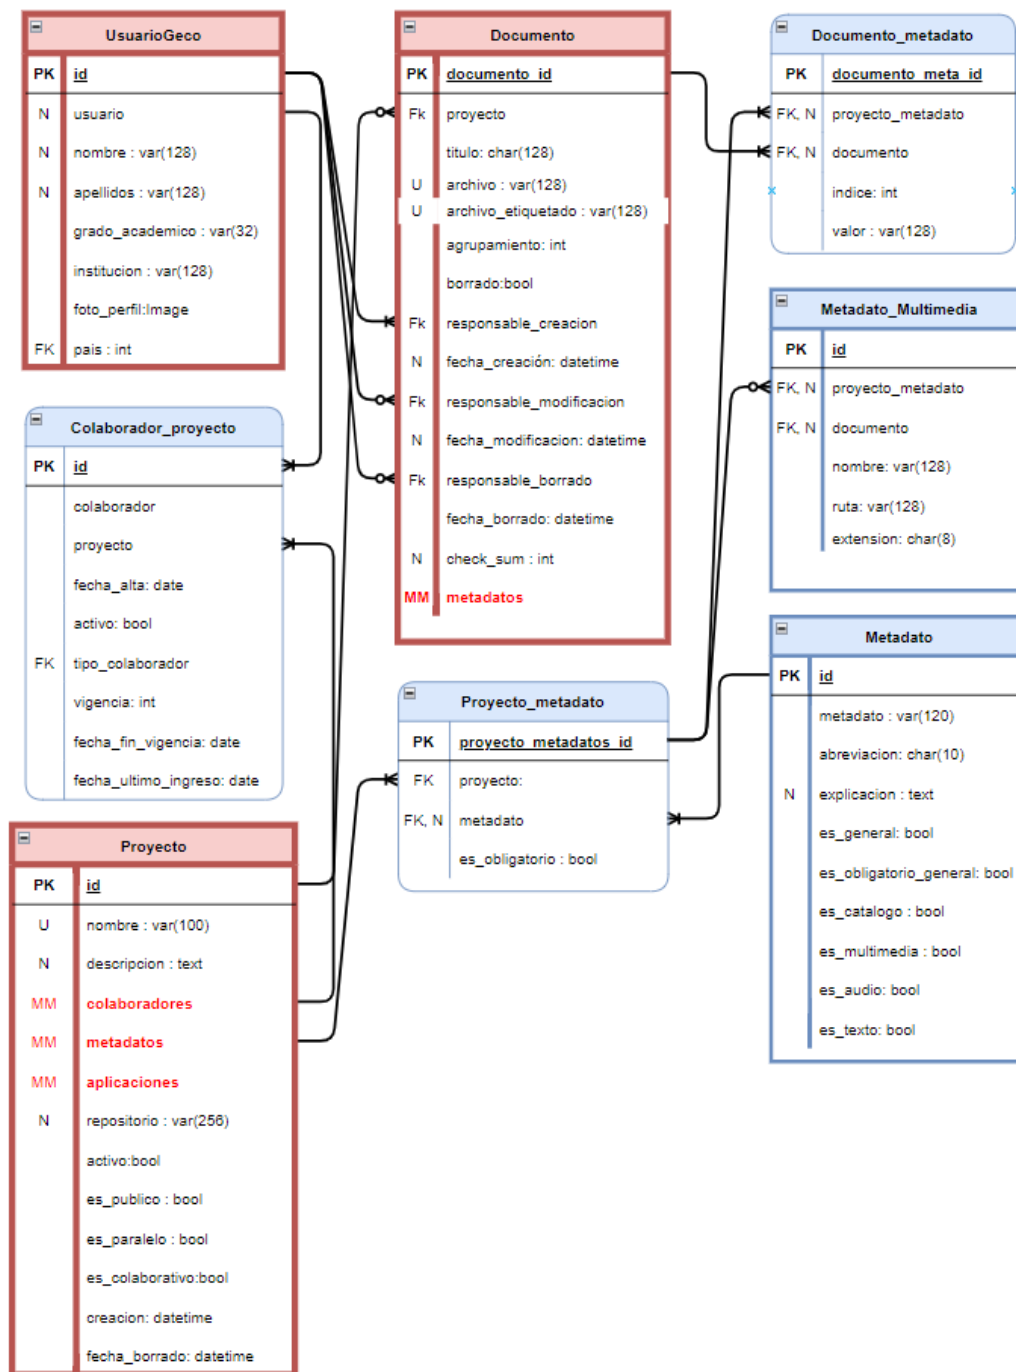 UsuarioGeco
PK id
N usuario
N nombre : var(128)
N apellidos : var(128)
grado_academico : var(32)
institucion : var(128)
foto_perfil:Image
FK pais : int
Colaborador_proyecto
PK id
colaborador
proyecto
fecha_alta: date
activo: bool
FK tipo_colaborador
vigencia: int
fecha_fin_vigencia: date
fecha_ultimo_ingreso: date
Proyecto
PK id
U nombre : var(100)
N descripcion : text
MM colaboradores
MM metadatos
MM aplicaciones
N repositorio : var(256)
activo:bool
es_publico : bool
es_paralelo : bool
es_colaborativo:bool
creacion: datetime
fecha_borrado: datetime
Documento
PK documento_id
Fk proyecto
titulo: char(128)
U archivo : var(128)
U archivo_etiquetado : var(128)
agrupamiento: int
borrado:bool
Fk responsable_creacion
N fecha_creación: datetime
Fk responsable_modificacion
N fecha_modificacion: datetime
Fk responsable_borrado
fecha_borrado: datetime
N check_sum : int
MM metadatos
Proyecto_metadato
PK proyecto_metadatos_id
FK proyecto:
FK, N metadato
es_obligatorio : bool
Documento_metadato
PK documento_meta_id
FK, N proyecto_metadato
FK, N documento
indice: int
valor : var(128)
Metadato_Multimedia
PK id
FK, N proyecto_metadato
FK, N documento
nombre: var(128)
ruta: var(128)
extension: char(8)
Metadato
PK id
metadato : var(120)
abreviacion: char(10)
N explicacion : text
es_general: bool
es_obligatorio_general: bool
es_catalogo : bool
es_multimedia : bool
es_audio: bool
es_texto: bool